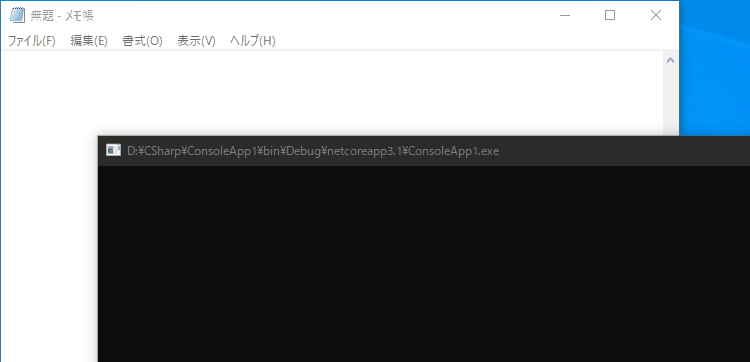 無題 - メモ帳
ファイル(F) 編集(E) 書式(O) 表示(V) ヘルプ(H)
D:¥CSharp¥ConsoleApp1¥bin¥Debug¥netcoreapp3.1¥ConsoleApp1.exe